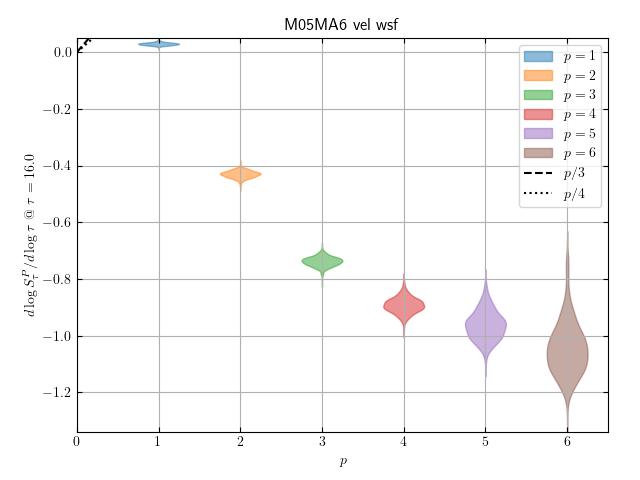 M05MA6 vel wsf
d log S_τ^P / d log τ @ τ = 16.0
0.0
−0.2
−0.4
−0.6
−0.8
−1.0
−1.2
0 1 2 3 4 5 6
p
p = 1
p = 2
p = 3
p = 4
p = 5
p = 6
p/3
p/4